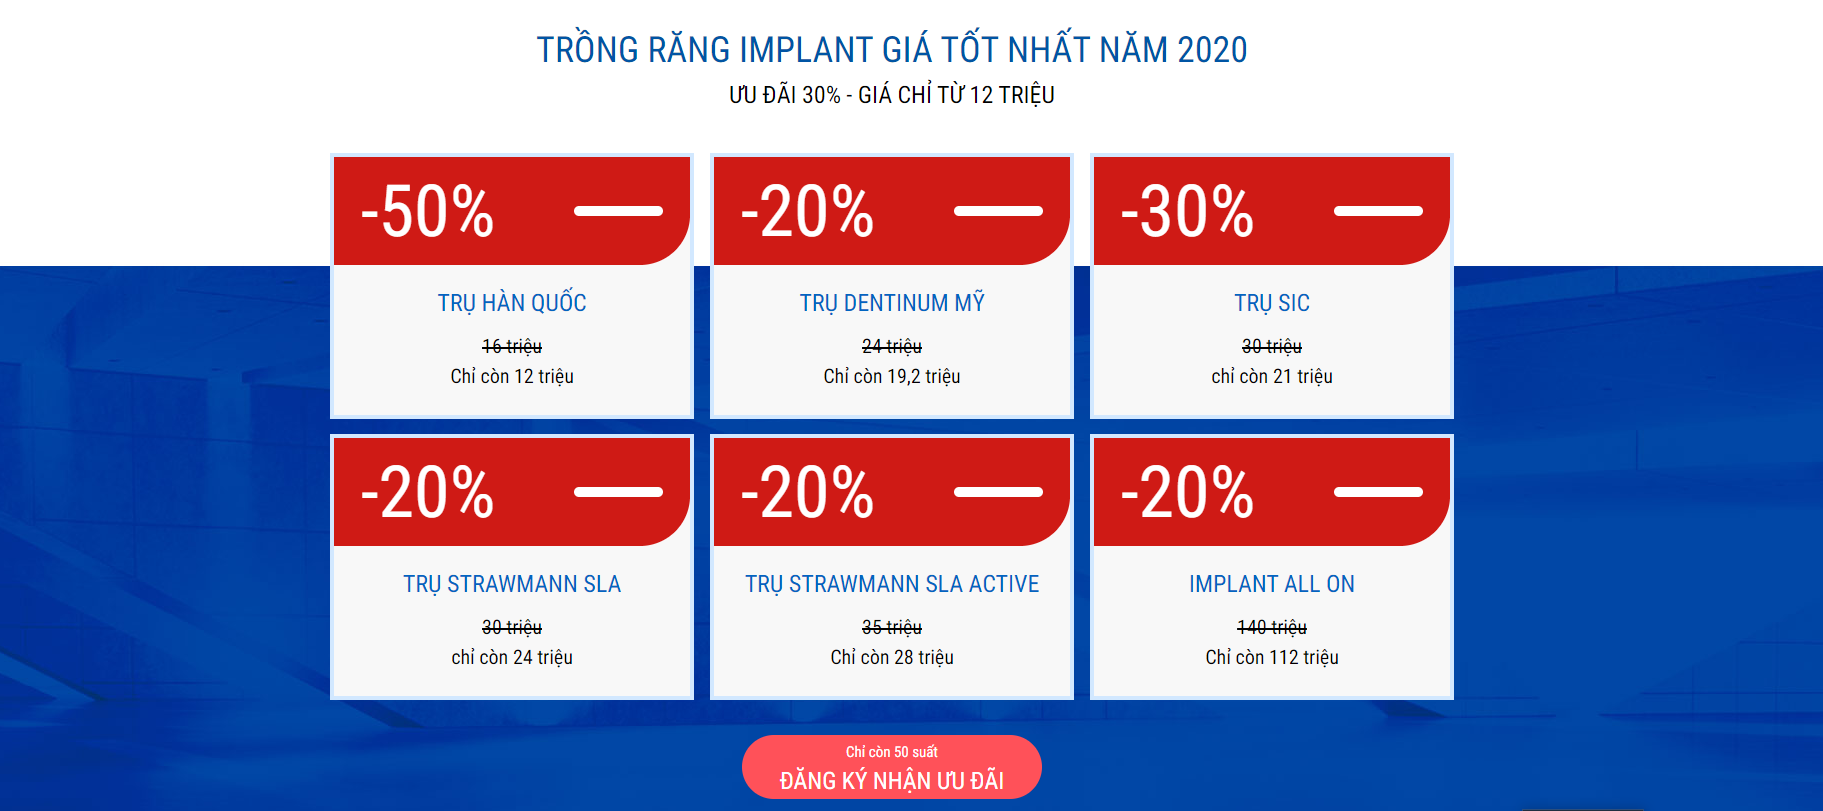 TRỒNG RĂNG IMPLANT GIÁ TỐT NHẤT NĂM 2020
ƯU ĐÃI 30% - GIÁ CHỈ TỪ 12 TRIỆU
-50%
TRỤ HÀN QUỐC
16 triệu
Chỉ còn 12 triệu
-20%
TRỤ DENTINUM MỸ
24 triệu
Chỉ còn 19,2 triệu
-30%
TRỤ SIC
30 triệu
chỉ còn 21 triệu
-20%
TRỤ STRAWMANN SLA
30 triệu
chỉ còn 24 triệu
-20%
TRỤ STRAWMANN SLA ACTIVE
35 triệu
Chỉ còn 28 triệu
-20%
IMPLANT ALL ON
140 triệu
Chỉ còn 112 triệu
Chỉ còn 50 suất
ĐĂNG KÝ NHẬN ƯU ĐÃI